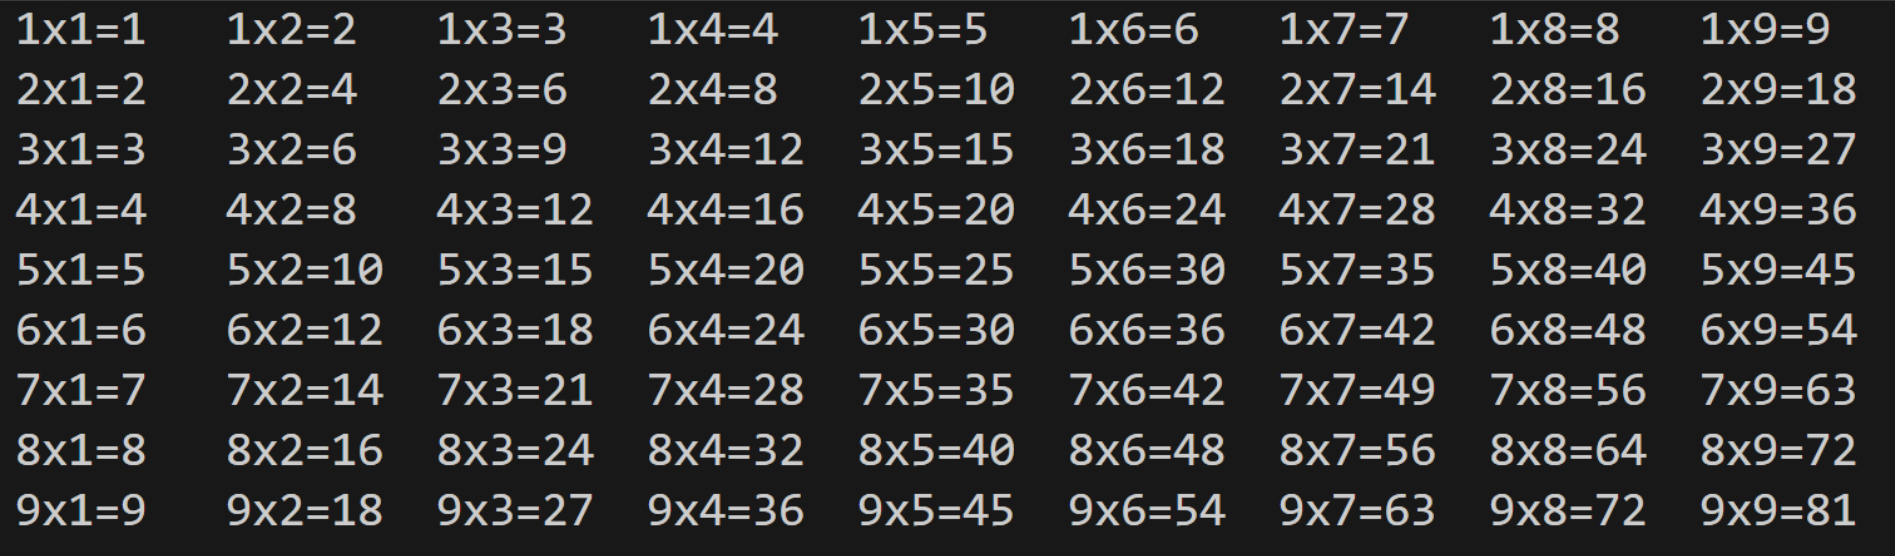 1x1=1 1x2=2 1x3=3 1x4=4 1x5=5 1x6=6 1x7=7 1x8=8 1x9=9
2x1=2 2x2=4 2x3=6 2x4=8 2x5=10 2x6=12 2x7=14 2x8=16 2x9=18
3x1=3 3x2=6 3x3=9 3x4=12 3x5=15 3x6=18 3x7=21 3x8=24 3x9=27
4x1=4 4x2=8 4x3=12 4x4=16 4x5=20 4x6=24 4x7=28 4x8=32 4x9=36
5x1=5 5x2=10 5x3=15 5x4=20 5x5=25 5x6=30 5x7=35 5x8=40 5x9=45
6x1=6 6x2=12 6x3=18 6x4=24 6x5=30 6x6=36 6x7=42 6x8=48 6x9=54
7x1=7 7x2=14 7x3=21 7x4=28 7x5=35 7x6=42 7x7=49 7x8=56 7x9=63
8x1=8 8x2=16 8x3=24 8x4=32 8x5=40 8x6=48 8x7=56 8x8=64 8x9=72
9x1=9 9x2=18 9x3=27 9x4=36 9x5=45 9x6=54 9x7=63 9x8=72 9x9=81